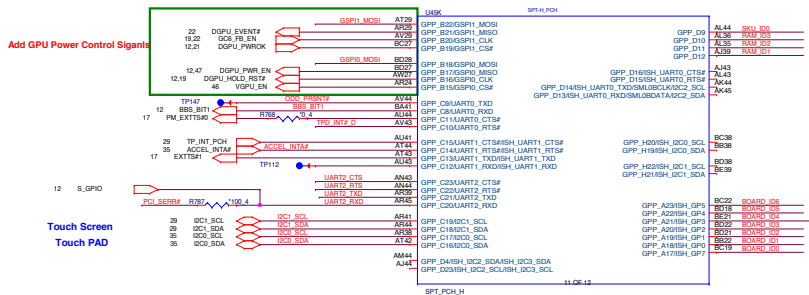 U45K
SPT-H_PCH
GSPI1_MOSI AT29 GPP_B22/GSPI1_MOSI
22 DGPU_EVENT# AR29 GPP_B21/GSPI1_MISO
19,22 GC6_FB_EN AV29 GPP_B20/GSPI1_CLK
12,21 DGPU_PWROK BC27 GPP_B19/GSPI1_CS#
Add GPU Power Control Siganls
GSPI0_MOSI BD28 GPP_B18/GSPI0_MOSI
12,47 DGPU_PWR_EN BD27 GPP_B17/GSPI0_MISO
12,19 DGPU_HOLD_RST# AW27 GPP_B16/GSPI0_CLK
46 VGPU_EN AR24 GPP_B15/GSPI0_CS#
GPP_D9 AL44 SKU_ID0
GPP_D10 AL36 RAM_ID3
GPP_D11 AL35 RAM_ID2
GPP_D12 AJ39 RAM_ID1
GPP_D16/ISH_UART0_CTS# AJ43
GPP_D15/ISH_UART0_RTS# AL43
GPP_D14/ISH_UART0_TXD/SML0BCLK/I2C2_SCL AK44
GPP_D13/ISH_UART0_RXD/SML0BDATA/I2C2_SDA AK45
TP147 ODD_PRSNT# AV44 GPP_C9/UART0_TXD
12 BBS_BIT1 BBS_BIT1 BA41 GPP_C8/UART0_RXD
17 PM_EXTTS#0 R768 *0_4 AU44 GPP_C11/UART0_CTS#
TPD_INT#_D AV43 GPP_C10/UART0_RTS#
29 TP_INT_PCH AU41 GPP_C15/UART1_CTS#/ISH_UART1_CTS#
35 ACCEL_INTA# ACCEL_INTA# AT44 GPP_C14/UART1_RTS#/ISH_UART1_RTS#
17 EXTTS#1 AT43 GPP_C13/UART1_TXD/ISH_UART1_TXD
TP112 AU43 GPP_C12/UART1_RXD/ISH_UART1_RXD
GPP_H20/ISH_I2C0_SCL BC38
GPP_H19/ISH_I2C0_SDA BB38
GPP_H22/ISH_I2C1_SCL BD38
GPP_H21/ISH_I2C1_SDA BE39
UART2_CTS AN43 GPP_C23/UART2_CTS#
12 S_GPIO UART2_RTS AN44 GPP_C22/UART2_RTS#
UART2_TXD AR39 GPP_C21/UART2_TXD
PCI_SERR# R787 *100_4 UART2_RXD AR45 GPP_C20/UART2_RXD
GPP_A23/ISH_GP5 BC22 BOARD_ID6
GPP_A22/ISH_GP4 BD18 BOARD_ID5
GPP_A21/ISH_GP3 BE21 BOARD_ID4
GPP_A20/ISH_GP2 BD22 BOARD_ID3
GPP_A19/ISH_GP1 BD21 BOARD_ID2
GPP_A18/ISH_GP0 BB22 BOARD_ID1
GPP_A17/ISH_GP7 BC19 BOARD_ID0
Touch Screen
Touch PAD
29 I2C1_SCL I2C1_SCL AR41 GPP_C19/I2C1_SCL
29 I2C1_SDA I2C1_SDA AR44 GPP_C18/I2C1_SDA
35 I2C0_SCL I2C0_SCL AR38 GPP_C17/I2C0_SCL
35 I2C0_SDA I2C0_SDA AT42 GPP_C16/I2C0_SDA
AM44 GPP_D4/ISH_I2C2_SDA/ISH_I2C3_SDA
AJ44 GPP_D23/ISH_I2C2_SCL/ISH_I2C3_SCL
11 OF 12
SPT_PCH_H